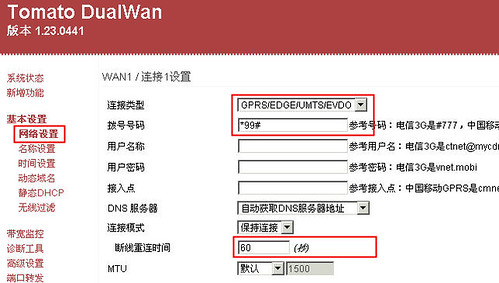 Tomato DualWan
版本 1.23.0441
系统状态
新增功能
基本设置
网络设置
名称设置
时间设置
动态域名
静态DHCP
无线过滤
带宽监控
诊断工具
高级设置
端口转发
WAN1 / 连接1设置
连接类型 GPRS/EDGE/UMTS/EVDO
拨号号码 *99# 参考号码：电信3G是#777，中国移
用户名称 参考用户名：电信3G是ctnet@mycd
用户密码 参考密码：电信3G是vnet.mobi
接入点 参考接入点：中国移动GPRS是cmne
DNS 服务器 自动获取DNS服务器地址
连接模式 保持连接
断线重连时间 60 (秒)
MTU 默认 1500